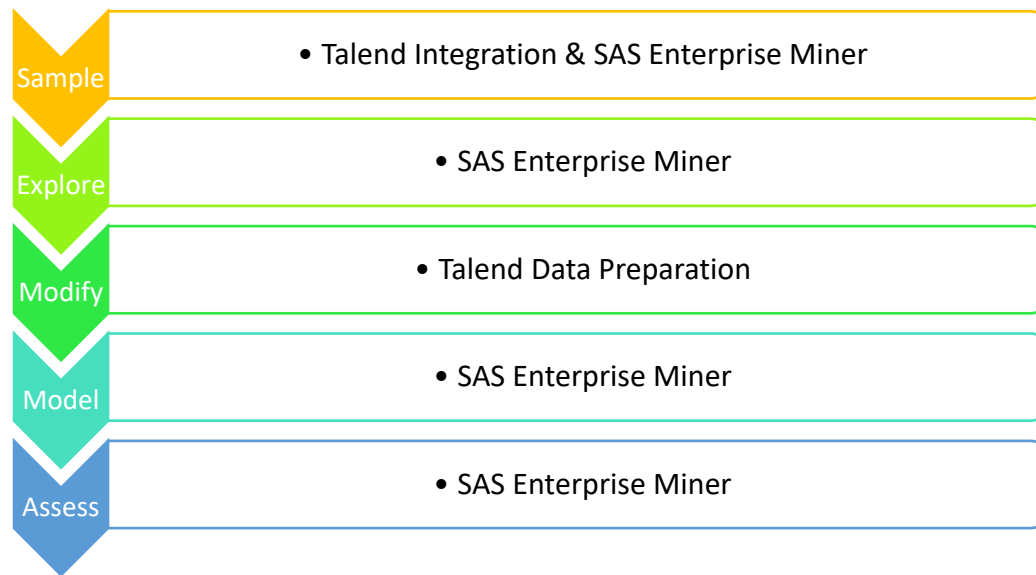 Sample
• Talend Integration & SAS Enterprise Miner
Explore
• SAS Enterprise Miner
Modify
• Talend Data Preparation
Model
• SAS Enterprise Miner
Assess
• SAS Enterprise Miner